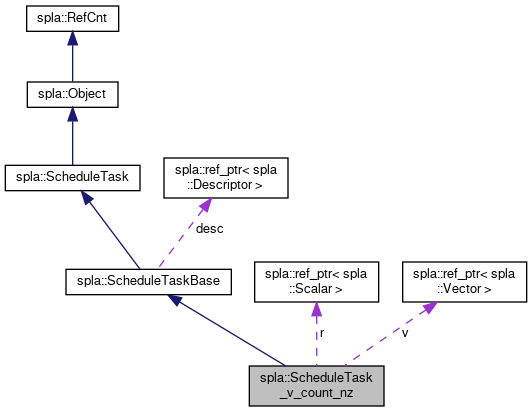 spla::RefCnt
spla::Object
spla::ScheduleTask
spla::ref_ptr< spla
::Descriptor >
desc
spla::ScheduleTaskBase
spla::ref_ptr< spla
::Scalar >
spla::ref_ptr< spla
::Vector >
r
v
spla::ScheduleTask
_v_count_nz